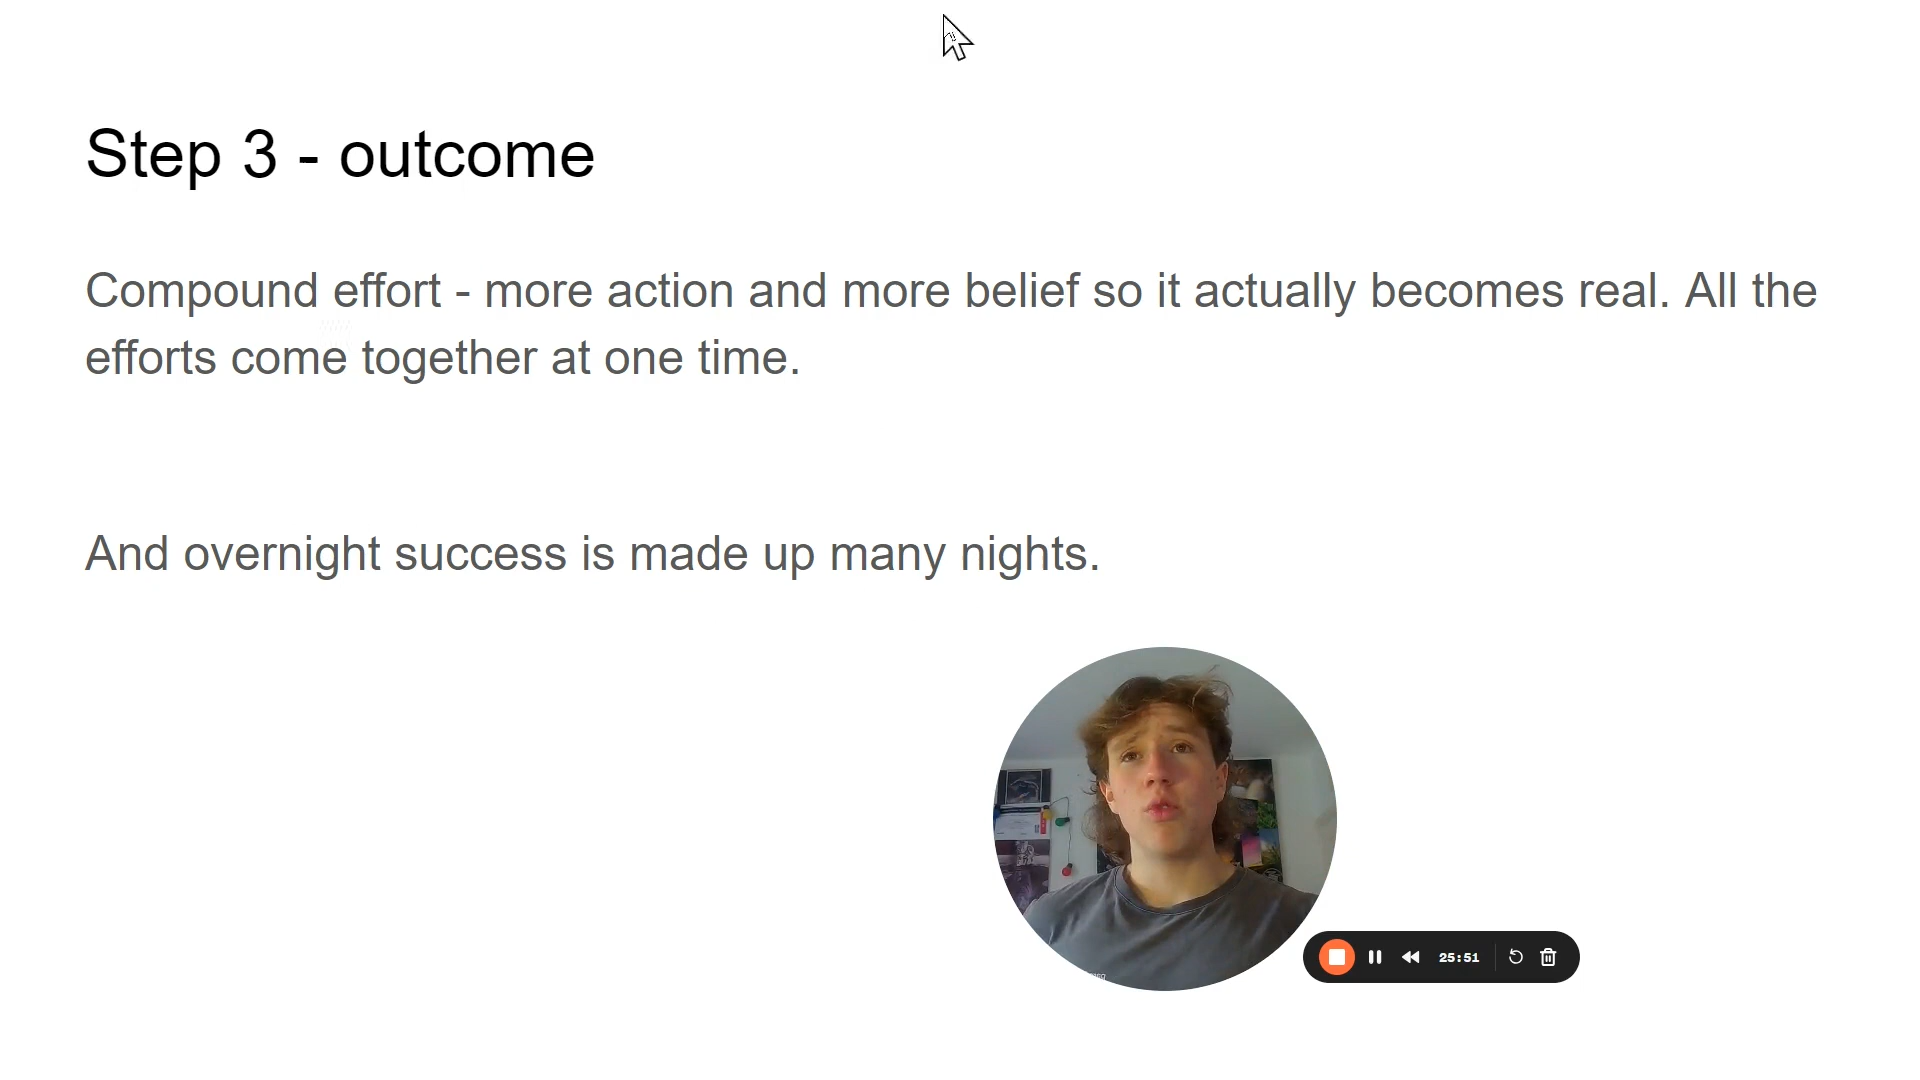 Step 3 - outcome
Compound effort - more action and more belief so it actually becomes real. All the
efforts come together at one time.
And overnight success is made up many nights.
25:51